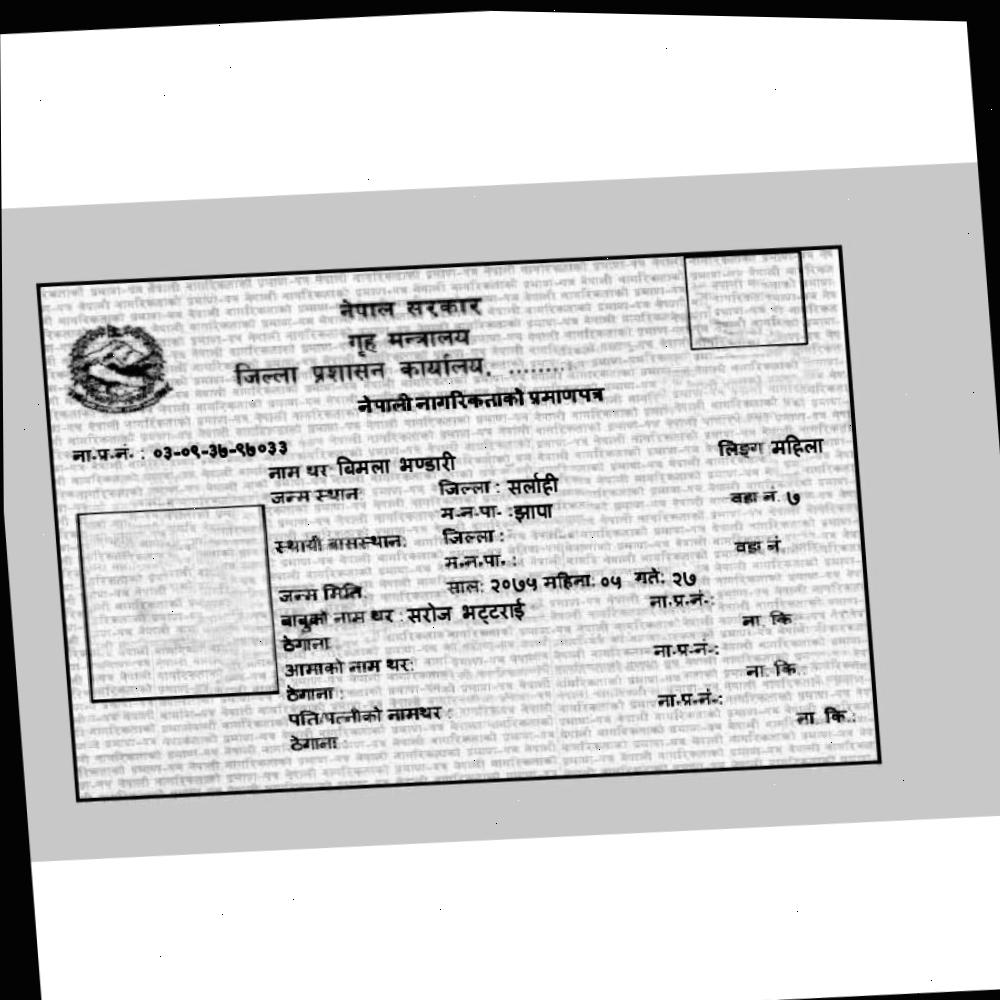 नेपाल सरकार
गृह मन्त्रालय
जिल्ला प्रशासन कार्यालय, ........
नेपाली नागरिकताको प्रमाणपत्र
ना.प्र.नं. : ०३-०९-३७-९७०३३
लिङ्ग महिला
नाम थर: बिमला भण्डारी
जन्म स्थान: जिल्ला : सर्लाही
म.न.पा. : झापा वडा नं. ७
स्थायी बासस्थान: जिल्ला :
म.न.पा. : वडा नं.
जन्म मिति: साल: २०७५ महिना: ०५ गते: २७
बाबुको नाम थर : सरोज भट्टराई ना.प्र.नं.:
ठेगाना: ना. कि.
आमाको नाम थर: ना.प्र.नं.:
ठेगाना : ना. कि.:
पति/पत्नीको नामथर : ना.प्र.नं.:
ठेगाना : ना. कि.: